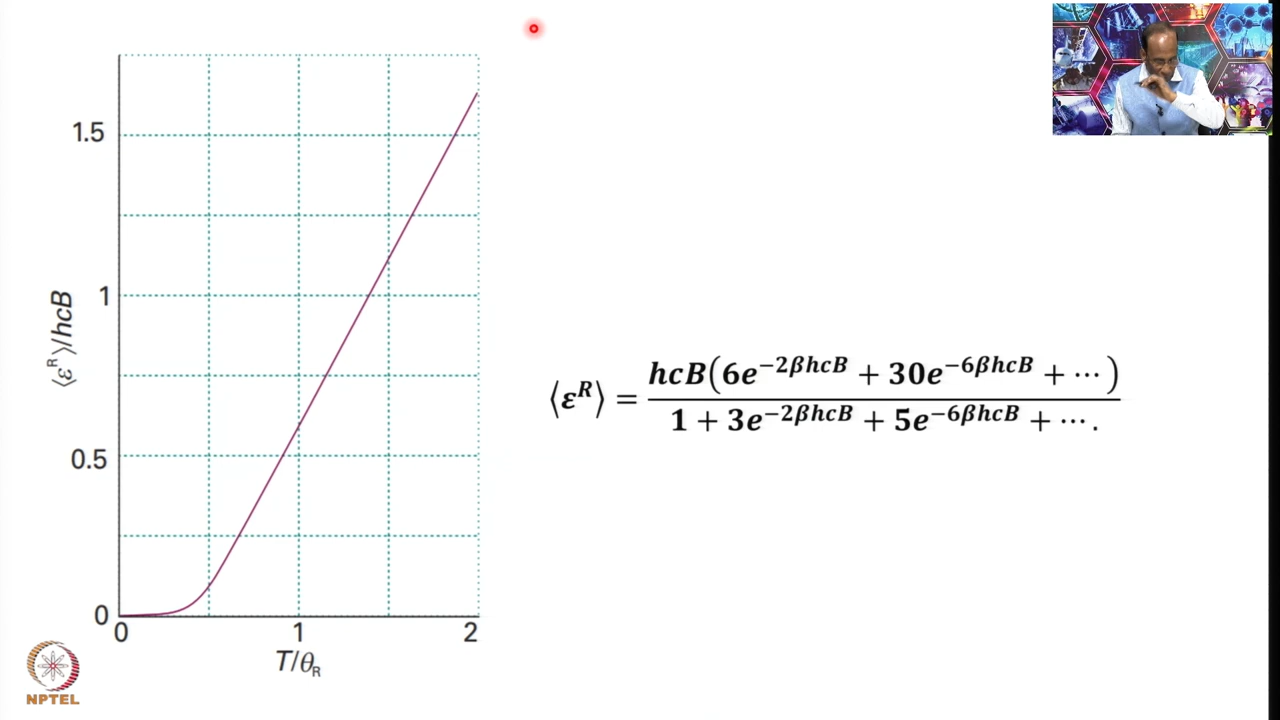 1.5
1
0.5
0
0 1 2
⟨ε^R⟩/hcB
T/θ_R
⟨ε^R⟩ = hcB(6e^{-2βhcB} + 30e^{-6βhcB} + ⋯) / 1 + 3e^{-2βhcB} + 5e^{-6βhcB} + ⋯.
NPTEL